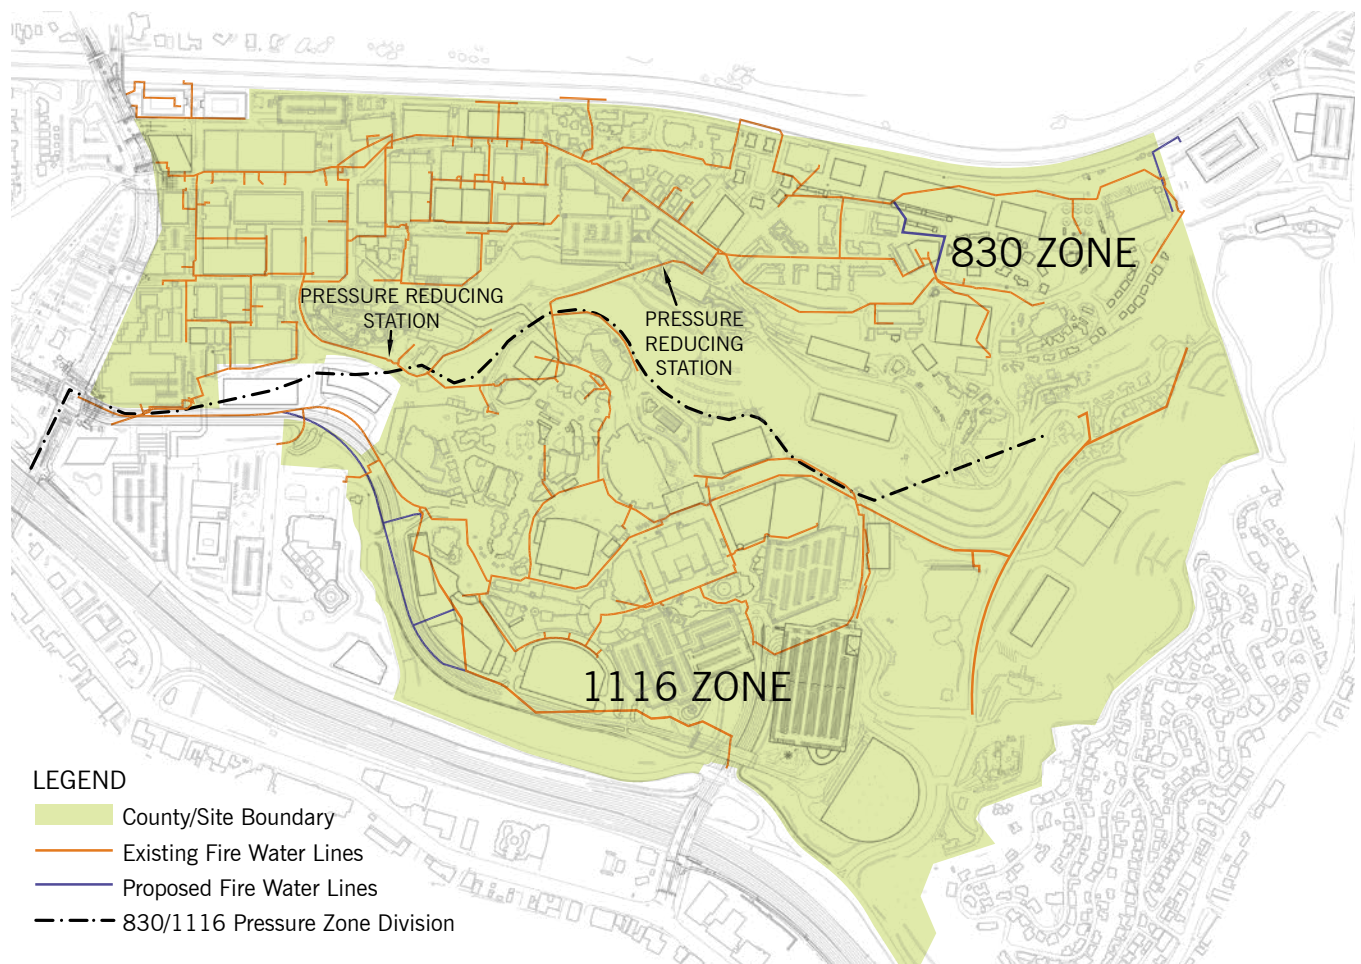 830 ZONE
PRESSURE REDUCING
STATION
PRESSURE
REDUCING
STATION
1116 ZONE
LEGEND
County/Site Boundary
Existing Fire Water Lines
Proposed Fire Water Lines
830/1116 Pressure Zone Division